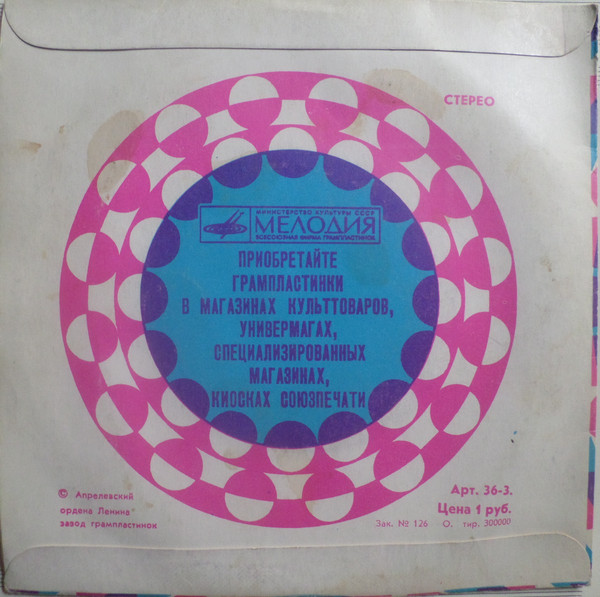 СТЕРЕО
МИНИСТЕРСТВО КУЛЬТУРЫ СССР
МЕЛОДИЯ
ВСЕСОЮЗНАЯ ФИРМА ГРАМПЛАСТИНОК
ПРИОБРЕТАЙТЕ
ГРАМПЛАСТИНКИ
В МАГАЗИНАХ КУЛЬТТОВАРОВ,
УНИВЕРМАГАХ,
СПЕЦИАЛИЗИРОВАННЫХ
МАГАЗИНАХ,
КИОСКАХ СОЮЗПЕЧАТИ
© Апрелевский
ордена Ленина
завод грампластинок
Арт. 36-3.
Цена 1 руб.
Зак. № 126 О. тир. 300000